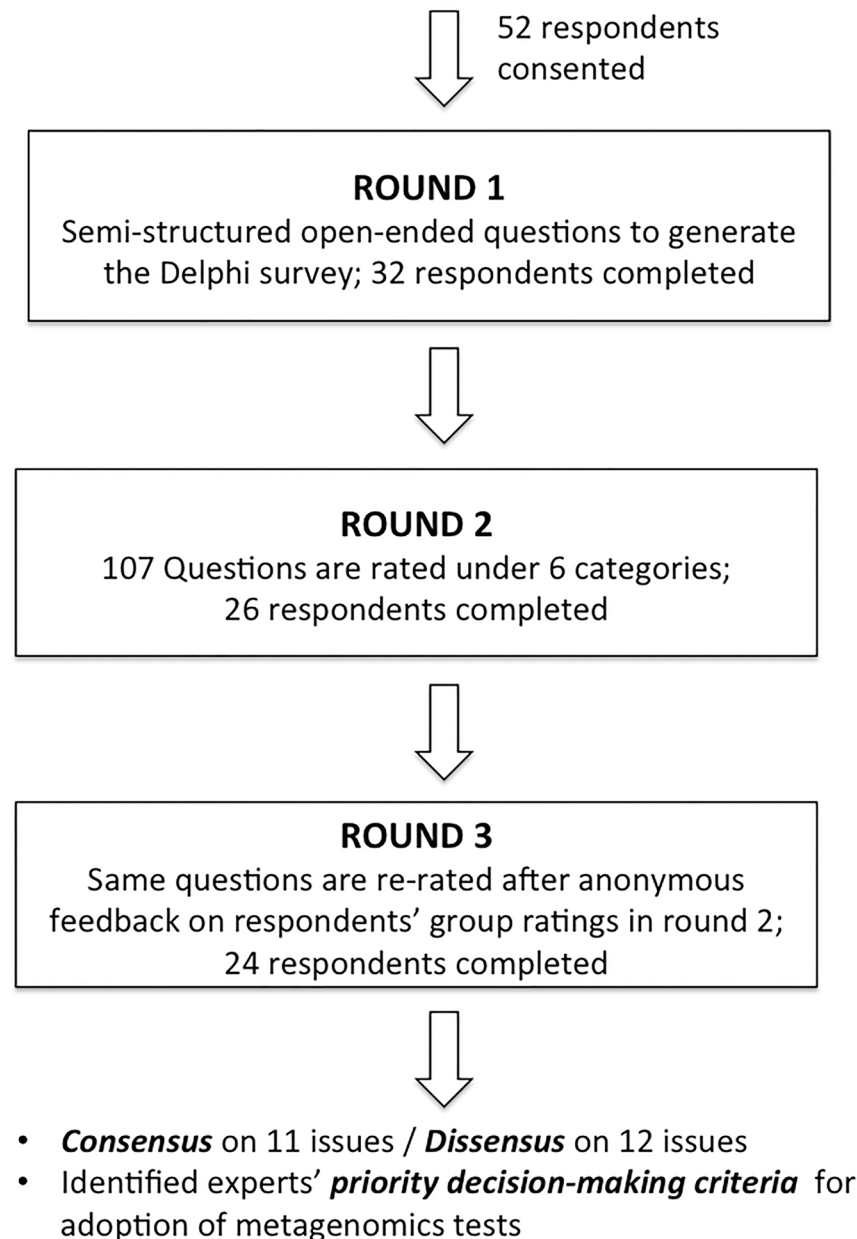 52 respondents
consented
ROUND 1
Semi-structured open-ended questions to generate
the Delphi survey; 32 respondents completed
ROUND 2
107 Questions are rated under 6 categories;
26 respondents completed
ROUND 3
Same questions are re-rated after anonymous
feedback on respondents’ group ratings in round 2;
24 respondents completed
• Consensus on 11 issues / Dissensus on 12 issues
• Identified experts’ priority decision-making criteria for
adoption of metagenomics tests